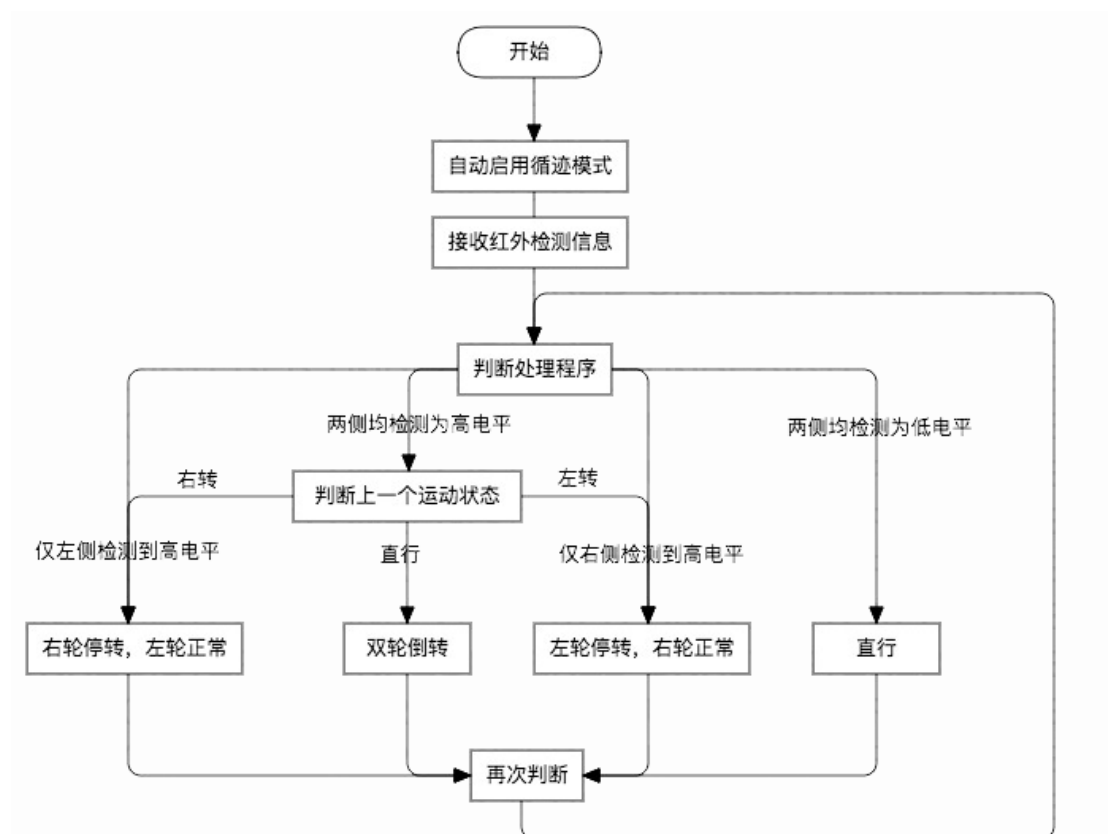 开始
自动启用循迹模式
接收红外检测信息
判断处理程序
两侧均检测为高电平
两侧均检测为低电平
右转
判断上一个运动状态
左转
仅左侧检测到高电平
直行
仅右侧检测到高电平
右轮停转，左轮正常
双轮倒转
左轮停转，右轮正常
直行
再次判断